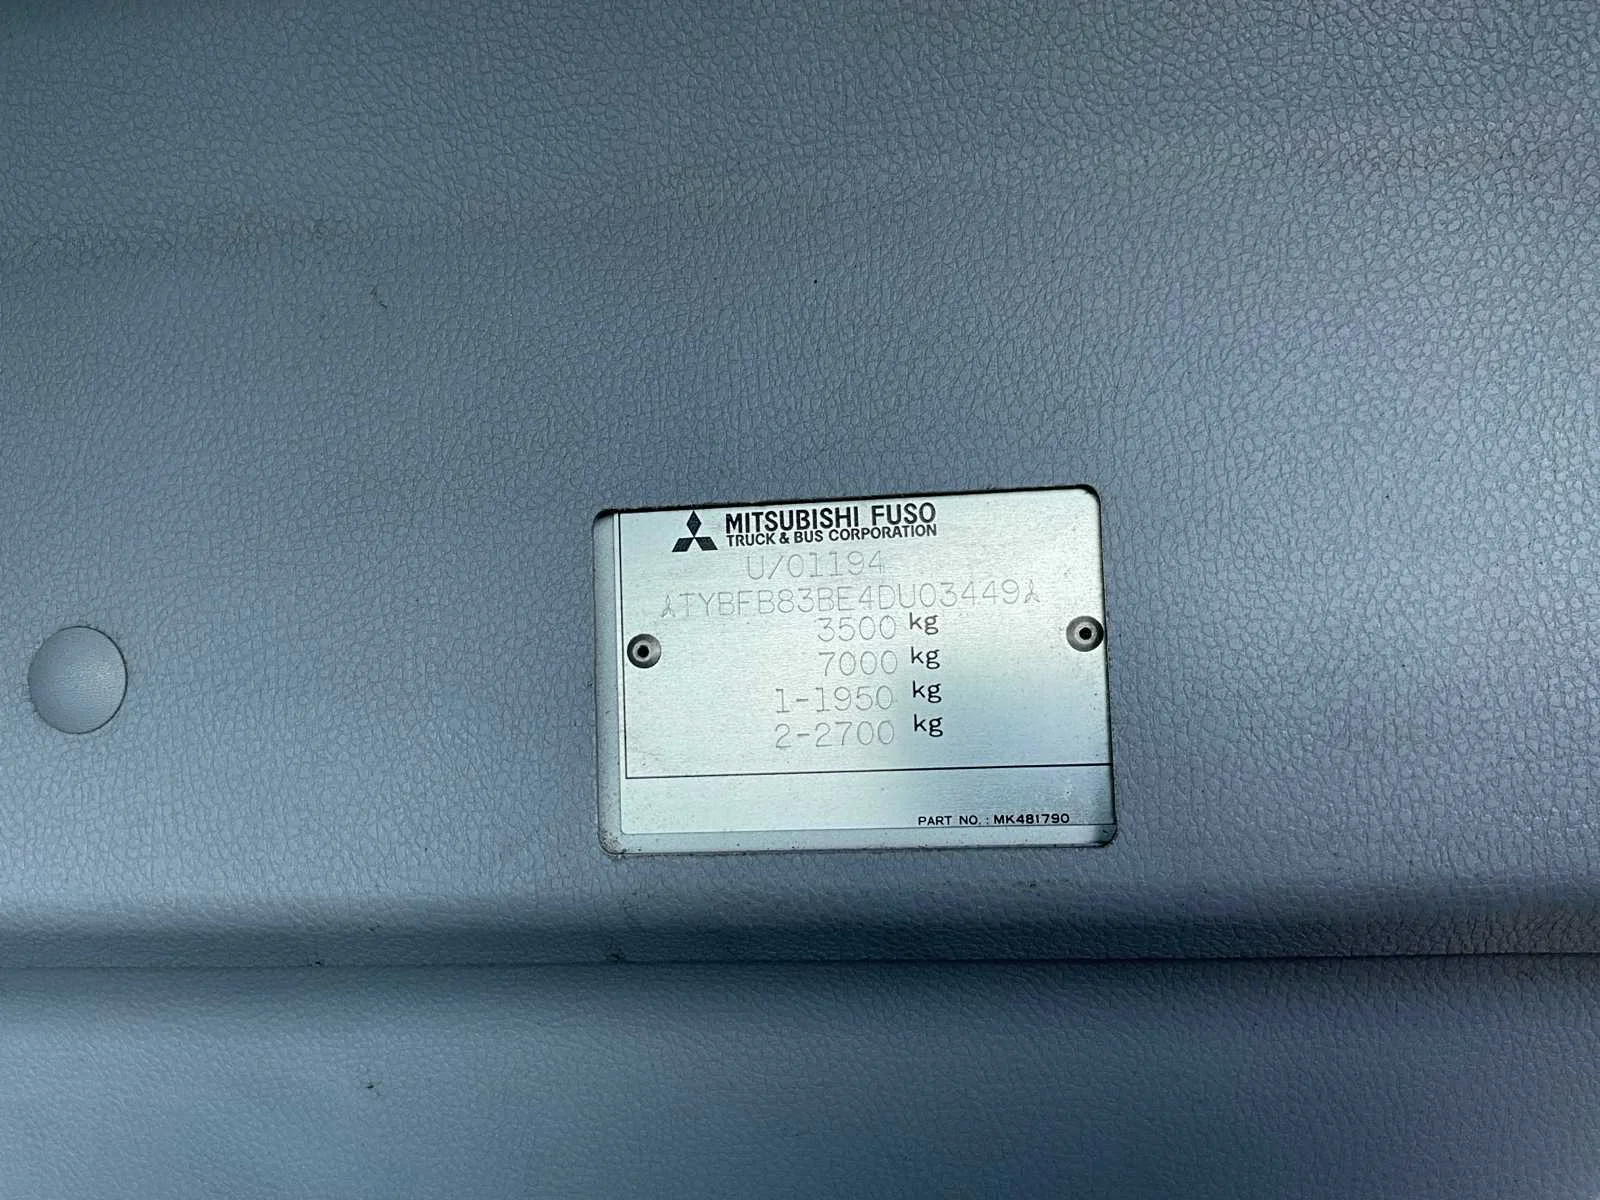 MITSUBISHI FUSO
TRUCK & BUS CORPORATION
U/01194
TYBFB83BE4DU03449
3500 kg
7000 kg
1-1950 kg
2-2700 kg
PART NO. : MK481790